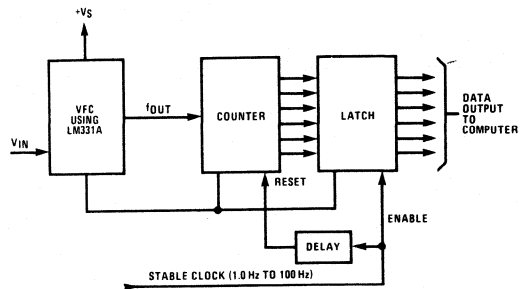 +VS
VFC
USING
LM331A
fOUT
COUNTER
LATCH
DATA
OUTPUT
TO
COMPUTER
VIN
RESET
ENABLE
DELAY
STABLE CLOCK (1.0 Hz TO 100 Hz)